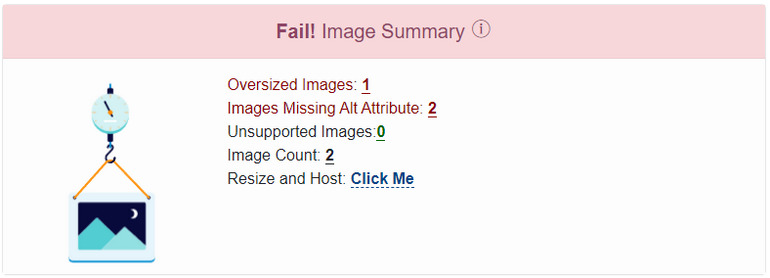 Fail! Image Summary ⓘ
Oversized Images: 1
Images Missing Alt Attribute: 2
Unsupported Images:0
Image Count: 2
Resize and Host: Click Me